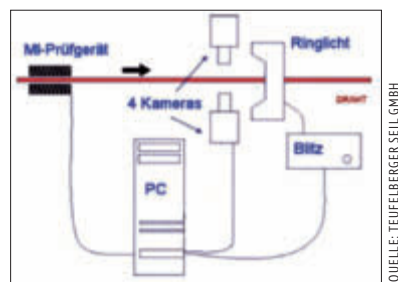 MI-Prüfgerät
Ringlicht
4 Kameras
DRAHT
Blitz
PC
QUELLE: TEUFELBERGER SEIL GMBH